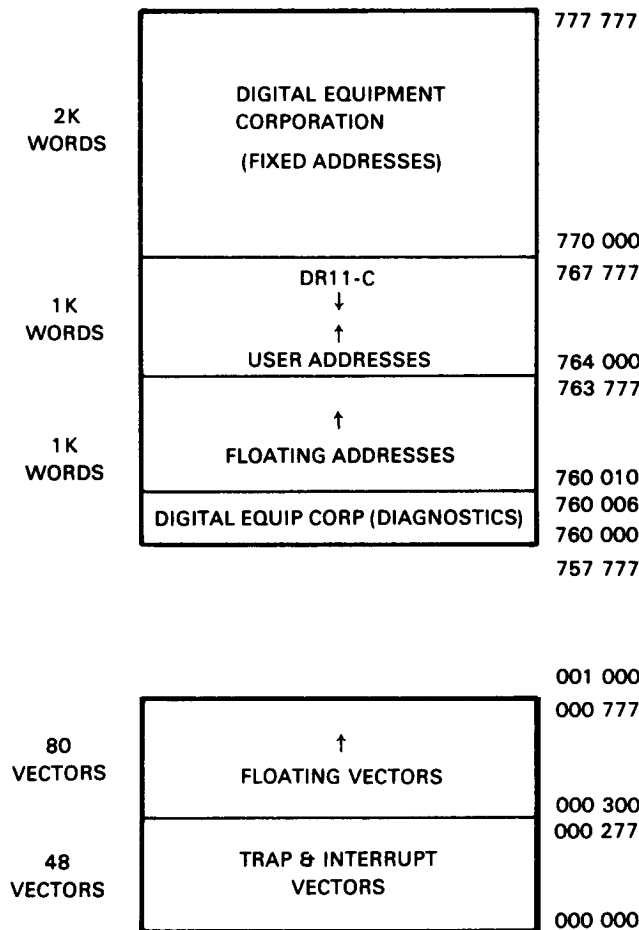 777 777
DIGITAL EQUIPMENT
CORPORATION
(FIXED ADDRESSES)
2K
WORDS
770 000
767 777
DR11-C
↓
↑
USER ADDRESSES
1K
WORDS
764 000
763 777
↑
FLOATING ADDRESSES
1K
WORDS
760 010
760 006
DIGITAL EQUIP CORP (DIAGNOSTICS)
760 000
757 777
001 000
000 777
↑
FLOATING VECTORS
80
VECTORS
000 300
000 277
TRAP & INTERRUPT
VECTORS
48
VECTORS
000 000